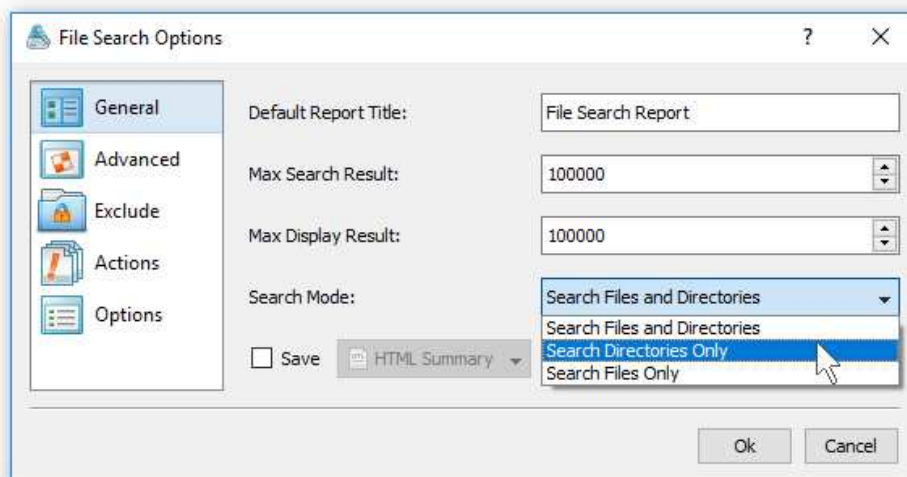 File Search Options
?
General
Advanced
Exclude
Actions
Options
Default Report Title:
File Search Report
Max Search Result:
100000
Max Display Result:
100000
Search Mode:
Search Files and Directories
Search Files and Directories
Search Directories Only
Search Files Only
Save
HTML Summary
Ok
Cancel